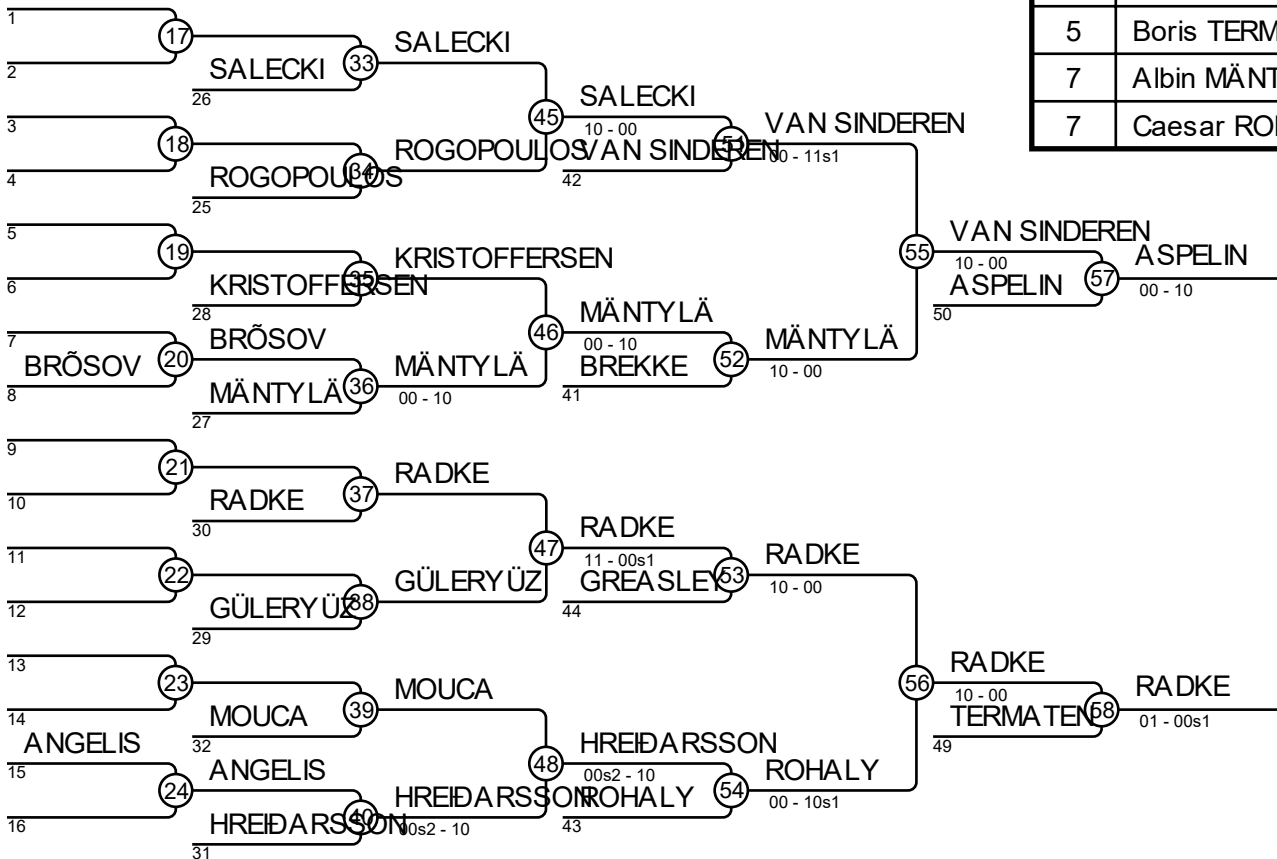 1
17
SALECKI
2
SALECKI
33
26
SALECKI
3
45
10 - 00
VAN SINDEREN
18
51
4
ROGOPOULOS
VAN SINDEREN
00 - 11s1
ROGOPOULOS
34
42
25
5
VAN SINDEREN
19
KRISTOFFERSEN
55
10 - 00
ASPELIN
6
KRISTOFFERSEN
35
ASPELIN
57
00 - 10
28
50
MÄNTYLÄ
7
BRÕSOV
46
00 - 10
MÄNTYLÄ
BRÕSOV
20
MÄNTYLÄ
BREKKE
52
10 - 00
8
MÄNTYLÄ
36
00 - 10
41
27
9
21
RADKE
10
RADKE
37
30
RADKE
11
47
11 - 00s1
RADKE
22
GÜLERYÜZ
GREASLEY
53
10 - 00
12
GÜLERYÜZ
38
44
29
13
RADKE
23
MOUCA
56
10 - 00
RADKE
14
MOUCA
39
TERMATEN
58
01 - 00s1
32
49
ANGELIS
HREIÐARSSON
15
ANGELIS
48
00s2 - 10
ROHALY
24
HREIÐARSSON
ROHALY
54
00 - 10s1
16
HREIÐARSSON
40
00s2 - 10
43
31
5 Boris TERM
7 Albin MÄNT
7 Caesar RO